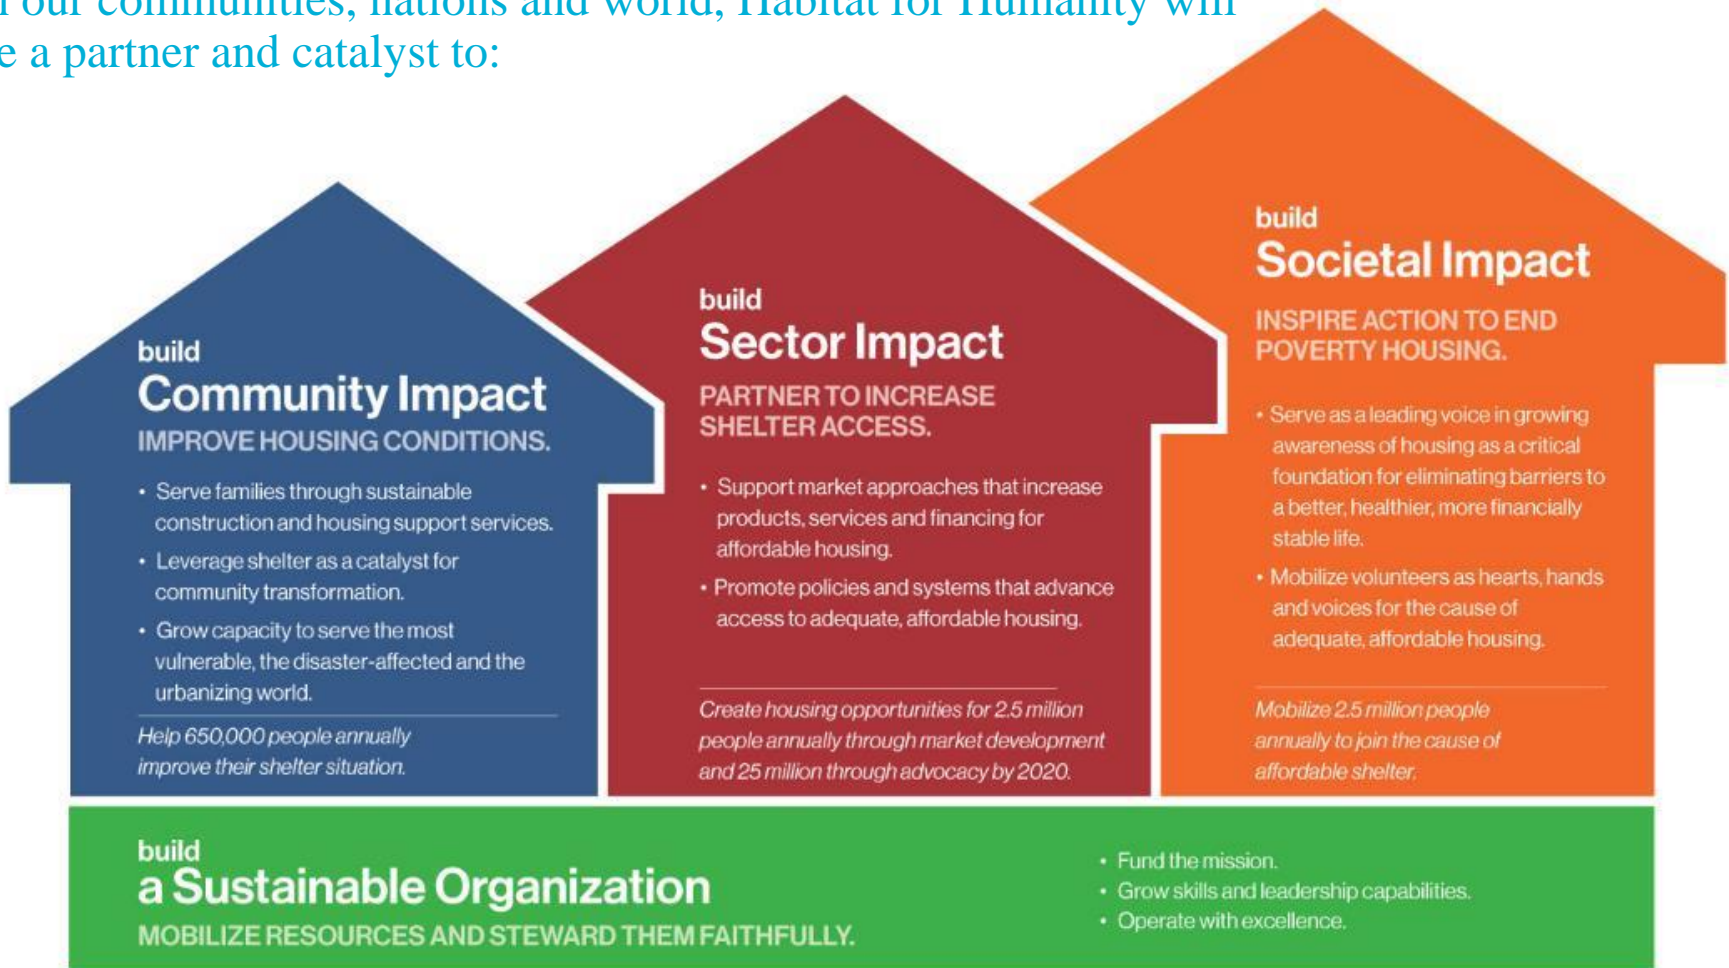 our communities, nations and world, Habitat for Humanity will
a partner and catalyst to:
build
Community Impact
IMPROVE HOUSING CONDITIONS.
• Serve families through sustainable
construction and housing support services.
• Leverage shelter as a catalyst for
community transformation.
• Grow capacity to serve the most
vulnerable, the disaster-affected and the
urbanizing world.
Help 650,000 people annually
improve their shelter situation.
build
Sector Impact
PARTNER TO INCREASE
SHELTER ACCESS.
• Support market approaches that increase
products, services and financing for
affordable housing.
• Promote policies and systems that advance
access to adequate, affordable housing.
Create housing opportunities for 2.5 million
people annually through market development
and 25 million through advocacy by 2020.
build
Societal Impact
INSPIRE ACTION TO END
POVERTY HOUSING.
• Serve as a leading voice in growing
awareness of housing as a critical
foundation for eliminating barriers to
a better, healthier, more financially
stable life.
• Mobilize volunteers as hearts, hands
and voices for the cause of
adequate, affordable housing.
Mobilize 2.5 million people
annually to join the cause of
affordable shelter.
build
a Sustainable Organization
MOBILIZE RESOURCES AND STEWARD THEM FAITHFULLY.
• Fund the mission.
• Grow skills and leadership capabilities.
• Operate with excellence.